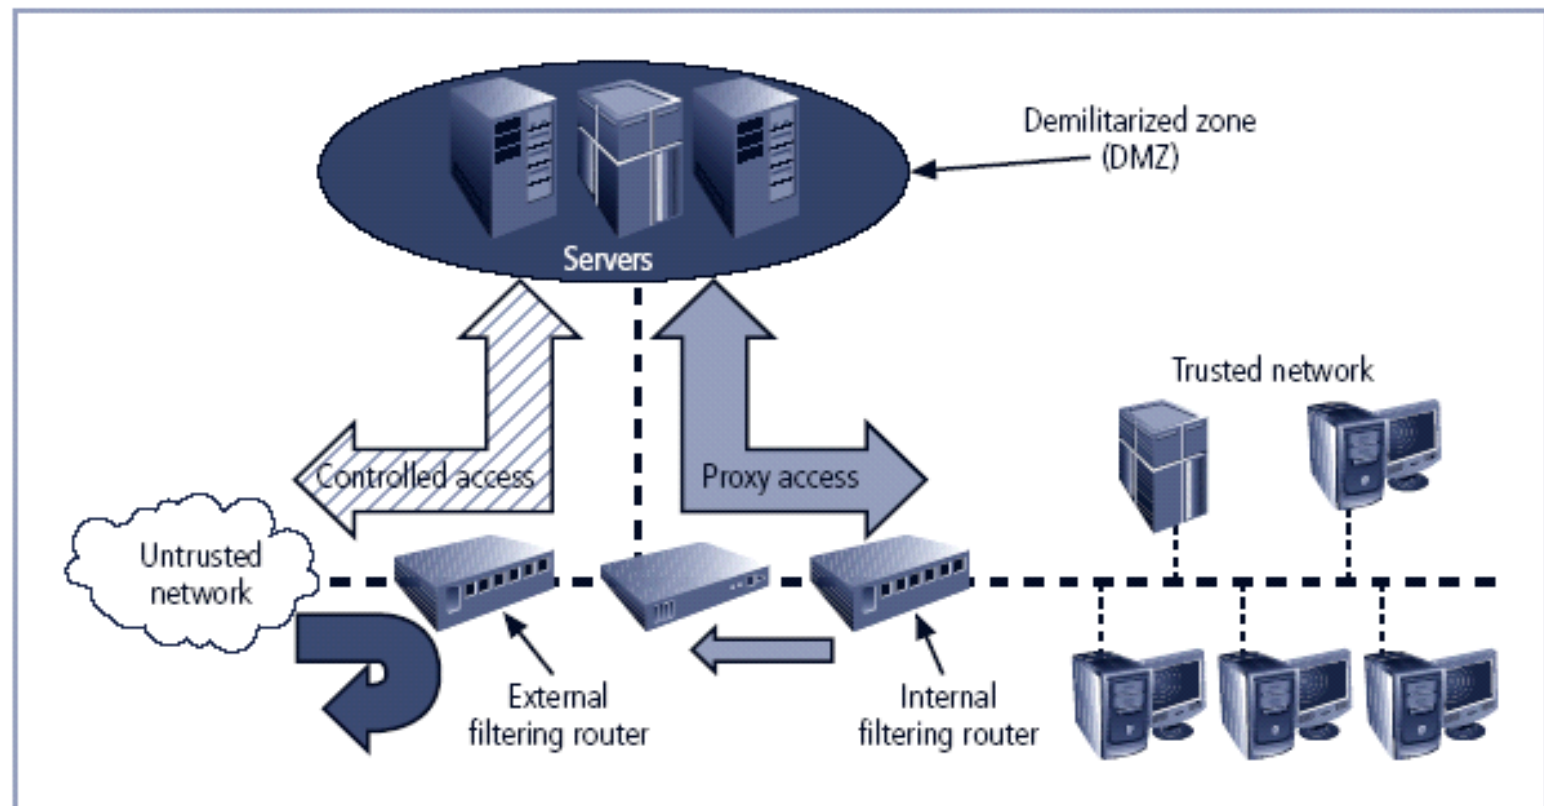 Demilitarized zone
(DMZ)
Servers
Trusted network
Controlled access
Proxy access
Untrusted
network
External
filtering router
Internal
filtering router